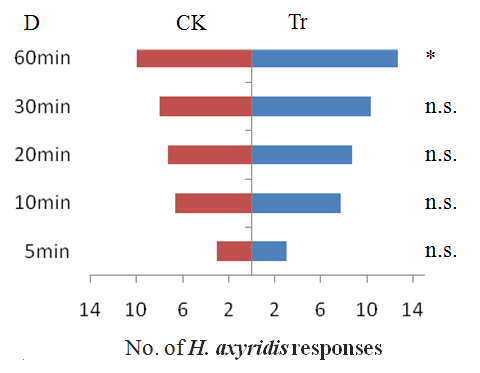 D CK Tr
60min *
30min n.s.
20min n.s.
10min n.s.
5min n.s.
14 10 6 2 2 6 10 14
No. of H. axyridis responses